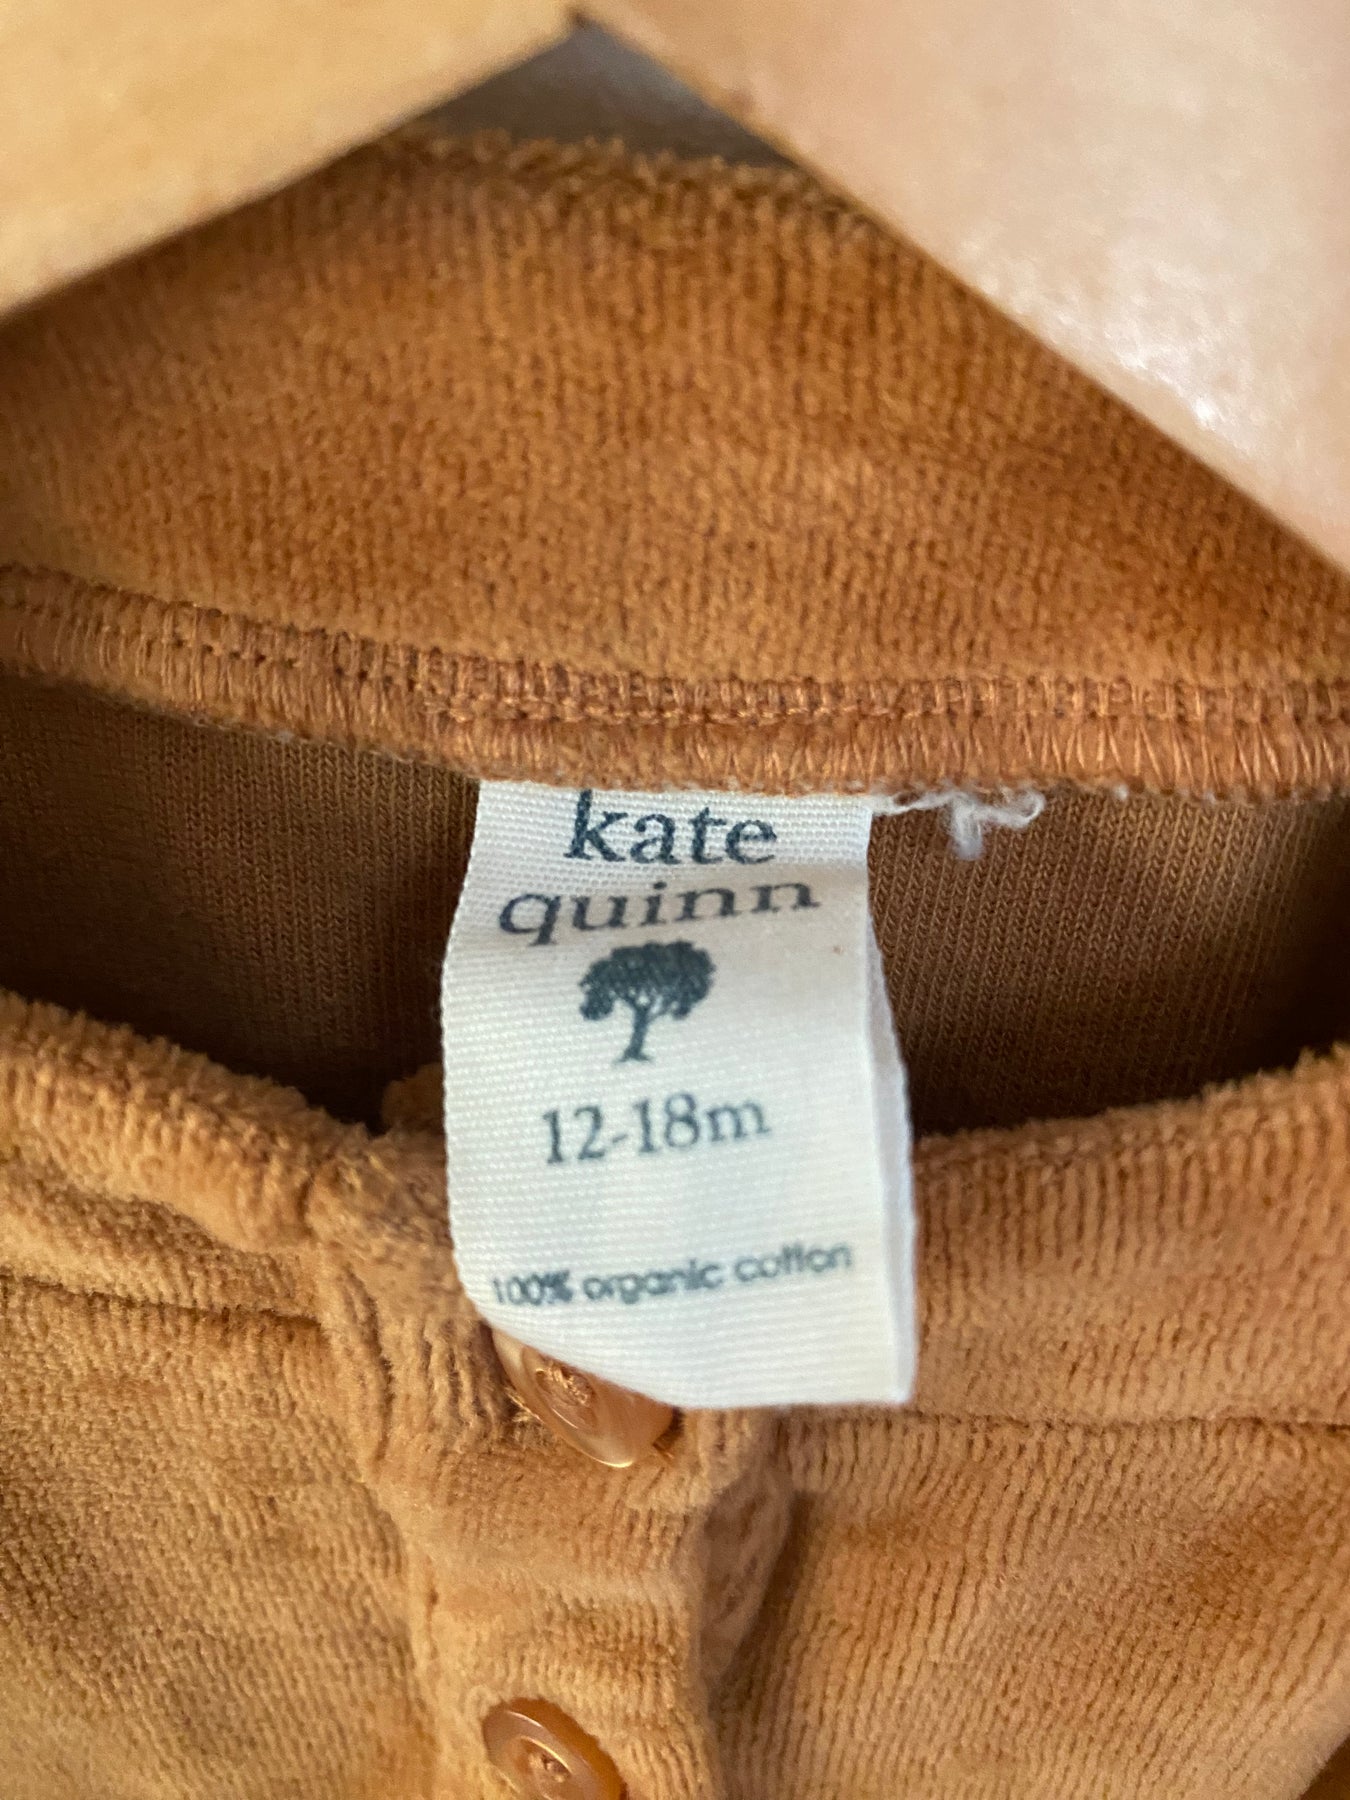 kate
quinn
12-18m
100% organic cotton